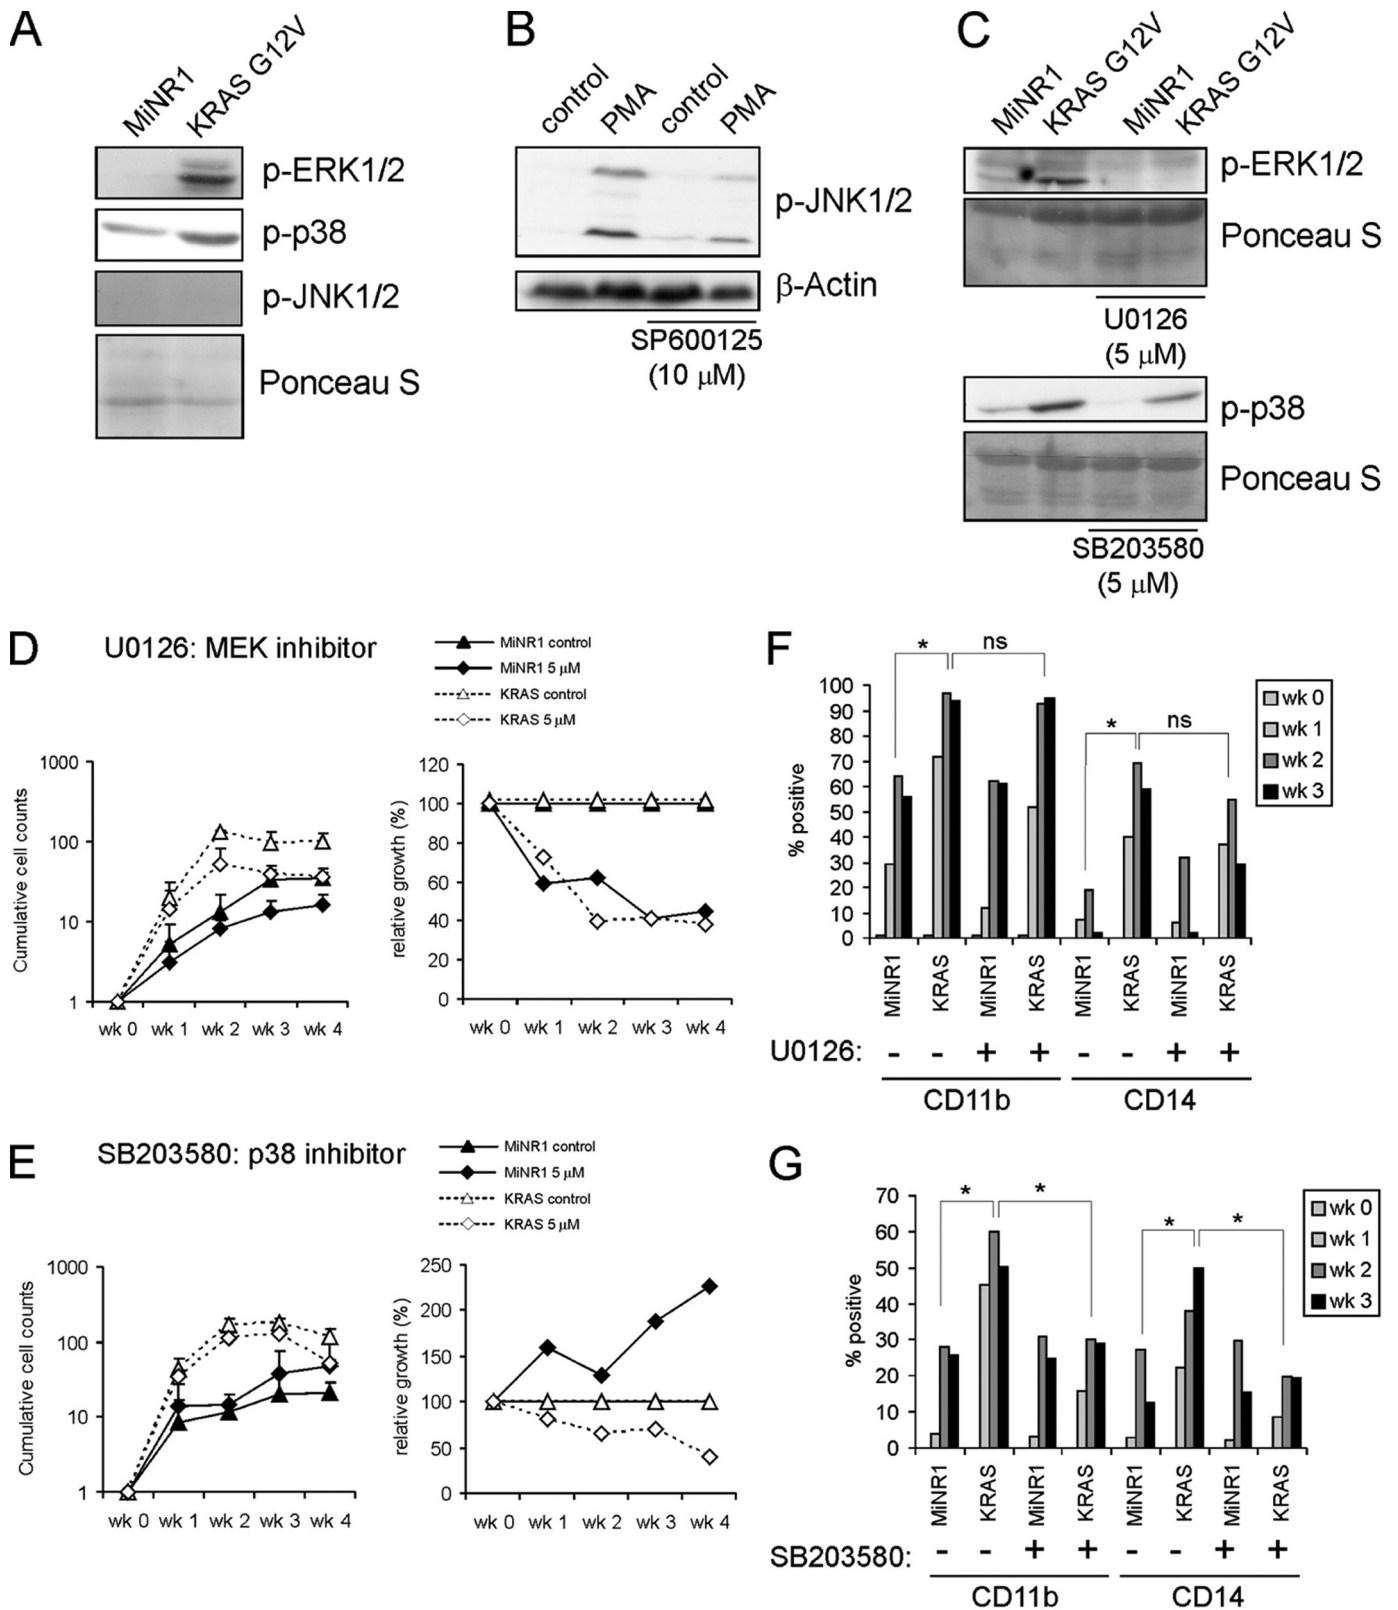 A
MiNR1
KRAS G12V
p-ERK1/2
p-p38
p-JNK1/2
Ponceau S
B
control
PMA
control
PMA
p-JNK1/2
β-Actin
SP600125
(10 μM)
C
MiNR1
KRAS G12V
MiNR1
KRAS G12V
p-ERK1/2
Ponceau S
U0126
(5 μM)
p-p38
Ponceau S
SB203580
(5 μM)
D
U0126: MEK inhibitor
MiNR1 control
MiNR1 5 μM
KRAS control
KRAS 5 μM
Cumulative cell counts
1000
100
10
1
wk 0 wk 1 wk 2 wk 3 wk 4
relative growth (%)
120
100
80
60
40
20
0
wk 0 wk 1 wk 2 wk 3 wk 4
E
SB203580: p38 inhibitor
MiNR1 control
MiNR1 5 μM
KRAS control
KRAS 5 μM
Cumulative cell counts
1000
100
10
1
wk 0 wk 1 wk 2 wk 3 wk 4
relative growth (%)
250
200
150
100
50
0
wk 0 wk 1 wk 2 wk 3 wk 4
F
* ns
* ns
wk 0
wk 1
wk 2
wk 3
% positive
100
90
80
70
60
50
40
30
20
10
0
MiNR1 KRAS MiNR1 KRAS MiNR1 KRAS MiNR1 KRAS
U0126: - - + + - - + +
CD11b CD14
G
* *
* *
wk 0
wk 1
wk 2
wk 3
% positive
70
60
50
40
30
20
10
0
MiNR1 KRAS MiNR1 KRAS MiNR1 KRAS MiNR1 KRAS
SB203580: - - + + - - + +
CD11b CD14